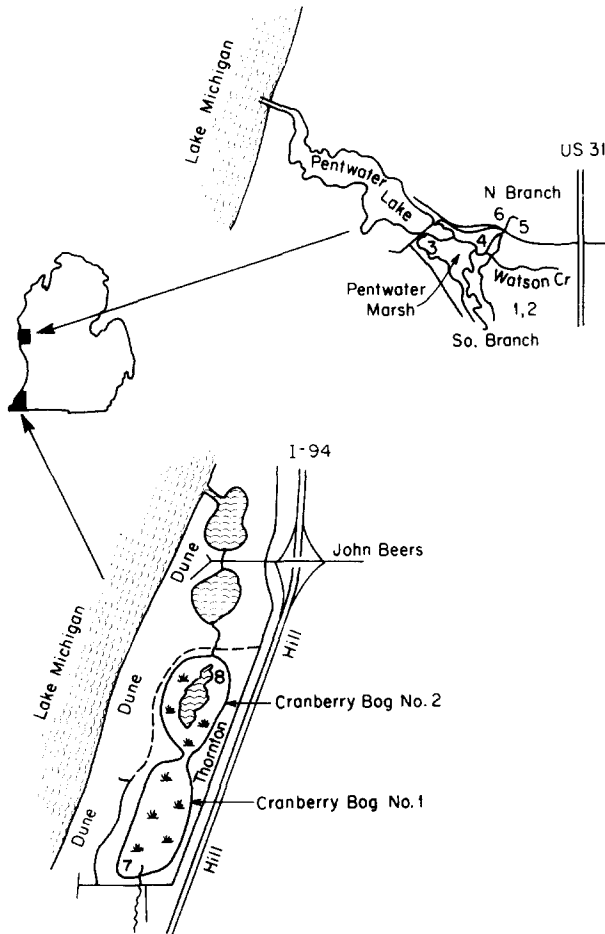 Lake Michigan
US 31
Pentwater
Lake
N Branch
6
5
3
4
Watson Cr
Pentwater
Marsh
1,2
So. Branch
I-94
John Beers
Dune
Lake Michigan
Hill
Dune
8
Cranberry Bog No. 2
Thornton
Cranberry Bog No. 1
Dune
7
Hill